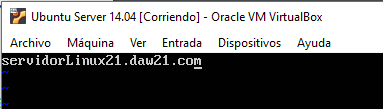 Ubuntu Server 14.04 [Corriendo] - Oracle VM VirtualBox
Archivo Máquina Ver Entrada Dispositivos Ayuda
servidorLinux21.daw21.com
~
~
~